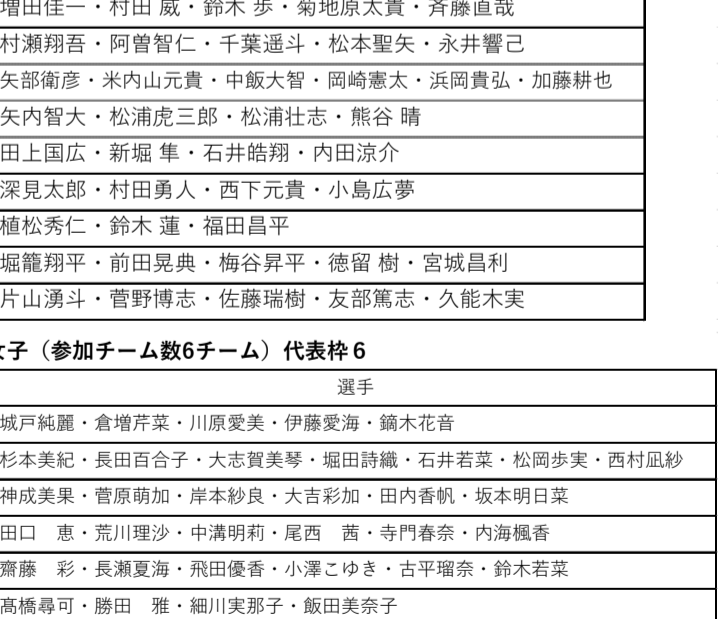 増田佳一・村田 威・鈴木 歩・菊地原太貴・斉藤直哉
村瀬翔吾・阿曽智仁・千葉遥斗・松本聖矢・永井響己
矢部衛彦・米内山元貴・中飯大智・岡崎憲太・浜岡貴弘・加藤耕也
矢内智大・松浦虎三郎・松浦壮志・熊谷 晴
田上国広・新堀 隼・石井皓翔・内田涼介
深見太郎・村田勇人・西下元貴・小島広夢
植松秀仁・鈴木 蓮・福田昌平
堀籠翔平・前田晃典・梅谷昇平・徳留 樹・宮城昌利
片山湧斗・菅野博志・佐藤瑞樹・友部篤志・久能木実
女子（参加チーム数6チーム）代表枠６
選手
城戸純麗・倉増芹菜・川原愛美・伊藤愛海・鏑木花音
杉本美紀・長田百合子・大志賀美琴・堀田詩織・石井若菜・松岡歩実・西村凪紗
神成美果・菅原萌加・岸本紗良・大吉彩加・田内香帆・坂本明日菜
田口　恵・荒川理沙・中溝明莉・尾西　茜・寺門春奈・内海楓香
齋藤　彩・長瀬夏海・飛田優香・小澤こゆき・古平瑠奈・鈴木若菜
髙橋尋可・勝田　雅・細川実那子・飯田美奈子